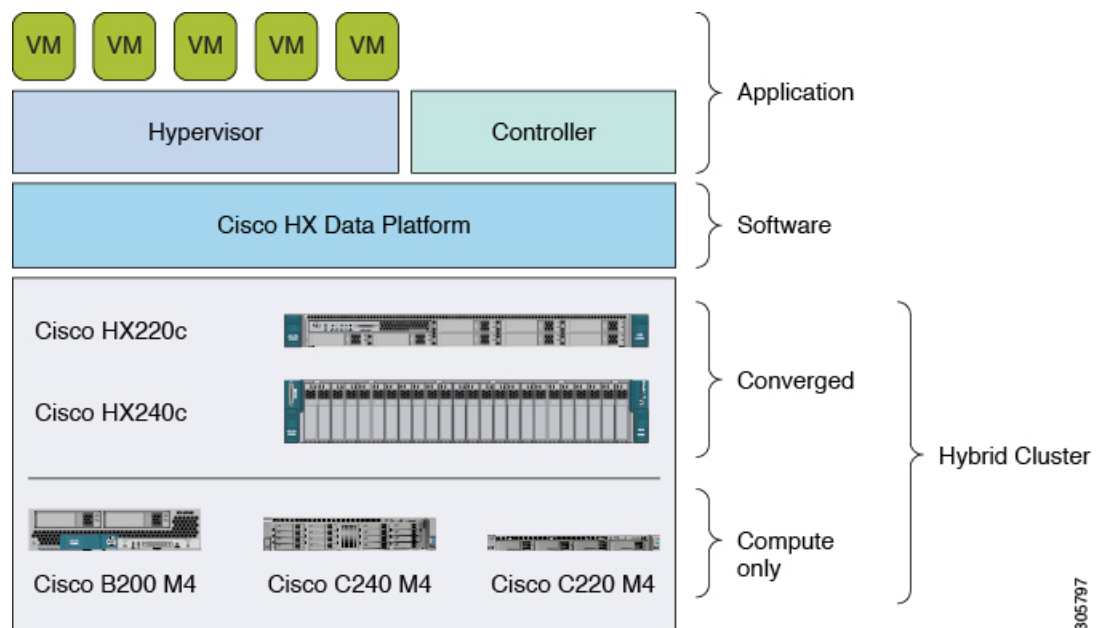 VM VM VM VM VM
Hypervisor
Controller
Application
Cisco HX Data Platform
Software
Cisco HX220c
Cisco HX240c
Converged
Hybrid Cluster
Cisco B200 M4
Cisco C240 M4
Cisco C220 M4
Compute
only
305797